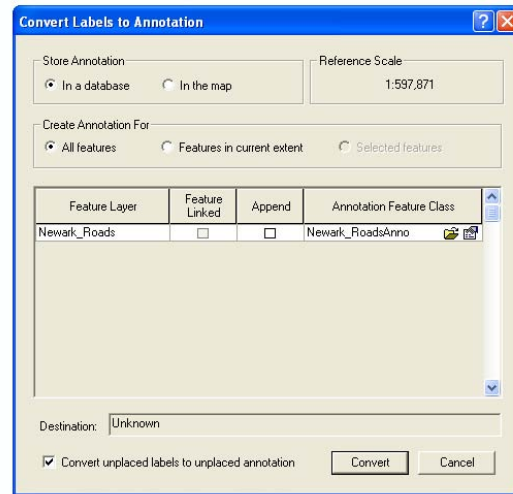 Convert Labels to Annotation
Store Annotation
In a database
In the map
Reference Scale
1:597,871
Create Annotation For
All features
Features in current extent
Selected features
Feature Layer
Feature Linked
Append
Annotation Feature Class
Newark_Roads
Newark_RoadsAnno
Destination: Unknown
Convert unplaced labels to unplaced annotation
Convert
Cancel